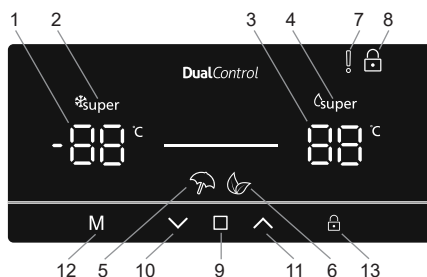 1 2 3 4 7 8
DualControl
super super
-88 °C 88 °C
M
12 5 10 9 11 6 13